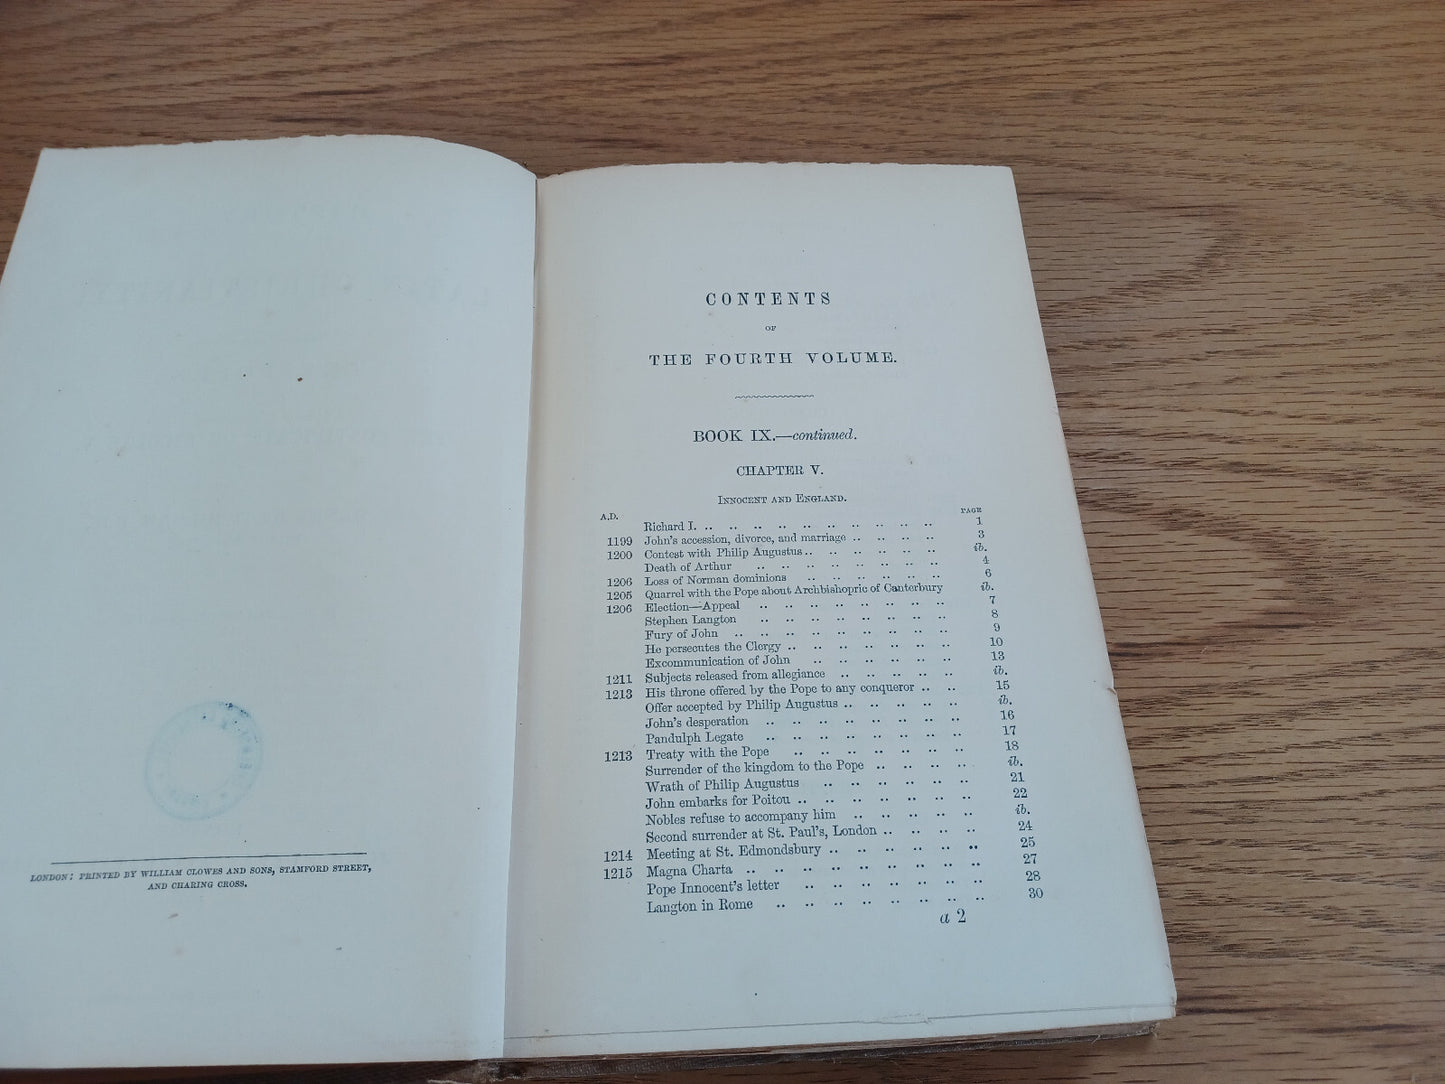 LONDON: PRINTED BY WILLIAM CLOWES AND SONS, STAMFORD STREET,
AND CHARING CROSS.
CONTENTS
OF
THE FOURTH VOLUME.
BOOK IX.—continued.
CHAPTER V.
INNOCENT AND ENGLAND.
A.D. PAGE
Richard I. .. .. .. .. .. .. .. .. .. .. 1
1199 John's accession, divorce, and marriage .. .. .. .. 3
1200 Contest with Philip Augustus .. .. .. .. .. .. ib.
Death of Arthur .. .. .. .. .. .. .. .. 4
1206 Loss of Norman dominions .. .. .. .. .. .. 6
1205 Quarrel with the Pope about Archbishopric of Canterbury ib.
1206 Election—Appeal .. .. .. .. .. .. .. .. 7
Stephen Langton .. .. .. .. .. .. .. .. 8
Fury of John .. .. .. .. .. .. .. .. .. 9
He persecutes the Clergy .. .. .. .. .. .. .. 10
Excommunication of John .. .. .. .. .. .. 13
1211 Subjects released from allegiance .. .. .. .. .. ib.
1213 His throne offered by the Pope to any conqueror .. .. 15
Offer accepted by Philip Augustus .. .. .. .. .. ib.
John's desperation .. .. .. .. .. .. .. .. 16
Pandulph Legate .. .. .. .. .. .. .. .. 17
1213 Treaty with the Pope .. .. .. .. .. .. .. 18
Surrender of the kingdom to the Pope .. .. .. .. ib.
Wrath of Philip Augustus .. .. .. .. .. .. 21
John embarks for Poitou .. .. .. .. .. .. .. 22
Nobles refuse to accompany him .. .. .. .. .. ib.
Second surrender at St. Paul's, London .. .. .. .. 24
1214 Meeting at St. Edmondsbury .. .. .. .. .. .. 25
1215 Magna Charta .. .. .. .. .. .. .. .. .. 27
Pope Innocent's letter .. .. .. .. .. .. .. 28
Langton in Rome .. .. .. .. .. .. .. .. 30
a 2